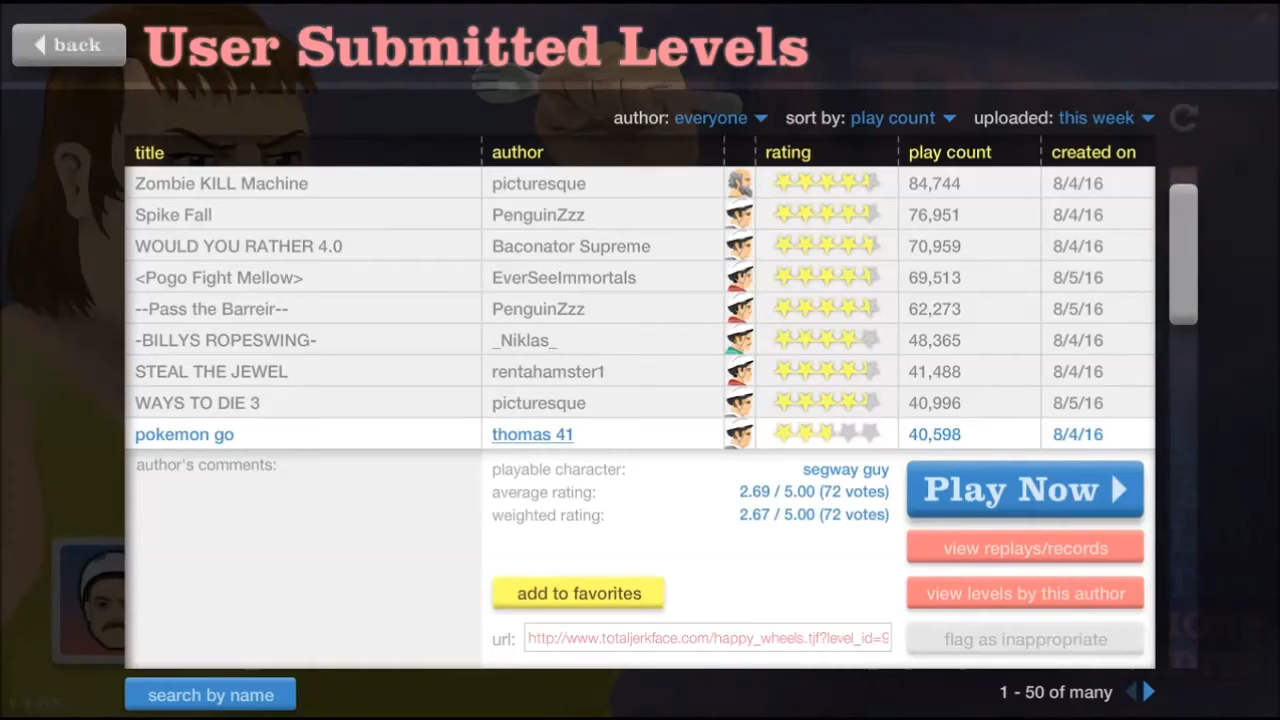 back
User Submitted Levels
author: everyone sort by: play count uploaded: this week
title author rating play count created on
Zombie KILL Machine picturesque 84,744 8/4/16
Spike Fall PenguinZzz 76,951 8/4/16
WOULD YOU RATHER 4.0 Baconator Supreme 70,959 8/4/16
<Pogo Fight Mellow> EverSeeImmortals 69,513 8/5/16
--Pass the Barreir-- PenguinZzz 62,273 8/5/16
-BILLYS ROPESWING- _Niklas_ 48,365 8/4/16
STEAL THE JEWEL rentahamster1 41,488 8/4/16
WAYS TO DIE 3 picturesque 40,996 8/5/16
pokemon go thomas 41 40,598 8/4/16
author's comments:
playable character: segway guy
average rating: 2.69 / 5.00 (72 votes)
weighted rating: 2.67 / 5.00 (72 votes)
Play Now
view replays/records
add to favorites
view levels by this author
url: http://www.totaljerkface.com/happy_wheels.tjf?level_id=9
flag as inappropriate
search by name
1 - 50 of many